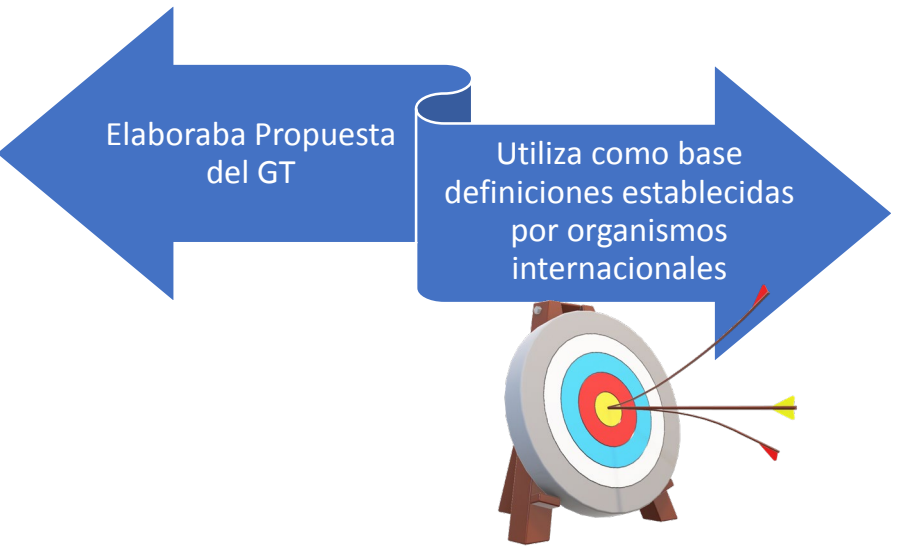 Elaboraba Propuesta
del GT
Utiliza como base
definiciones establecidas
por organismos
internacionales